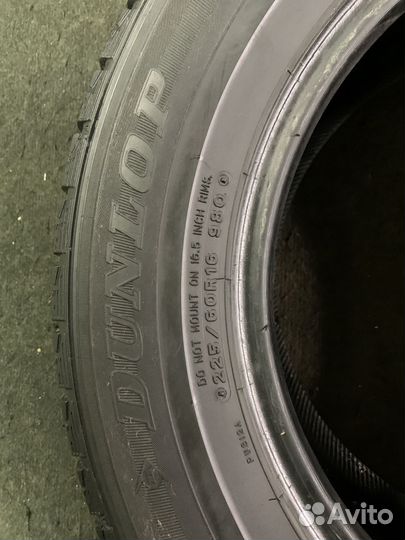 DUNLOP
DO NOT MOUNT ON 16.5 INCH RIMS.
225/60R16 98Q
Avito